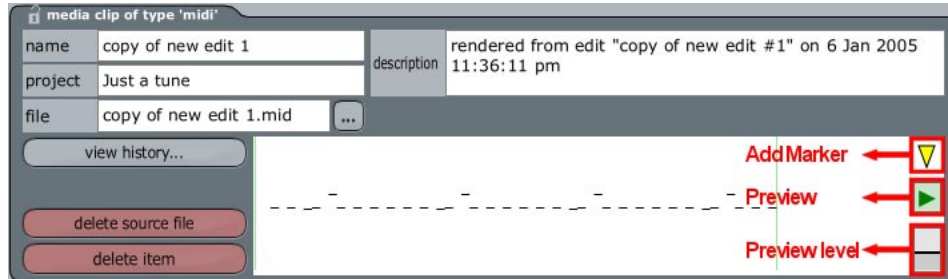 media clip of type 'midi'
name
copy of new edit 1
project
Just a tune
file
copy of new edit 1.mid
...
description
rendered from edit "copy of new edit #1" on 6 Jan 2005
11:36:11 pm
view history...
delete source file
delete item
Add Marker
Preview
Preview level